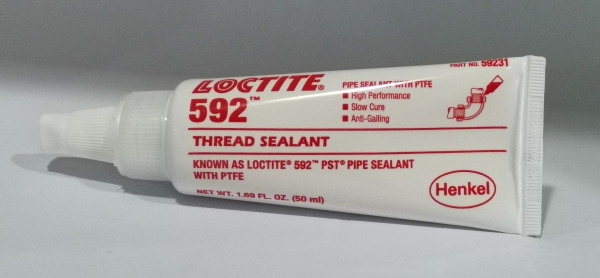 PART NO. 59231
LOCTITE®
592™
PIPE SEALANT WITH PTFE
■ High Performance
■ Slow Cure
■ Anti-Galling
THREAD SEALANT
KNOWN AS LOCTITE® 592™ PST® PIPE SEALANT
WITH PTFE
NET WT. 1.69 FL. OZ. (50 ml)
Henkel